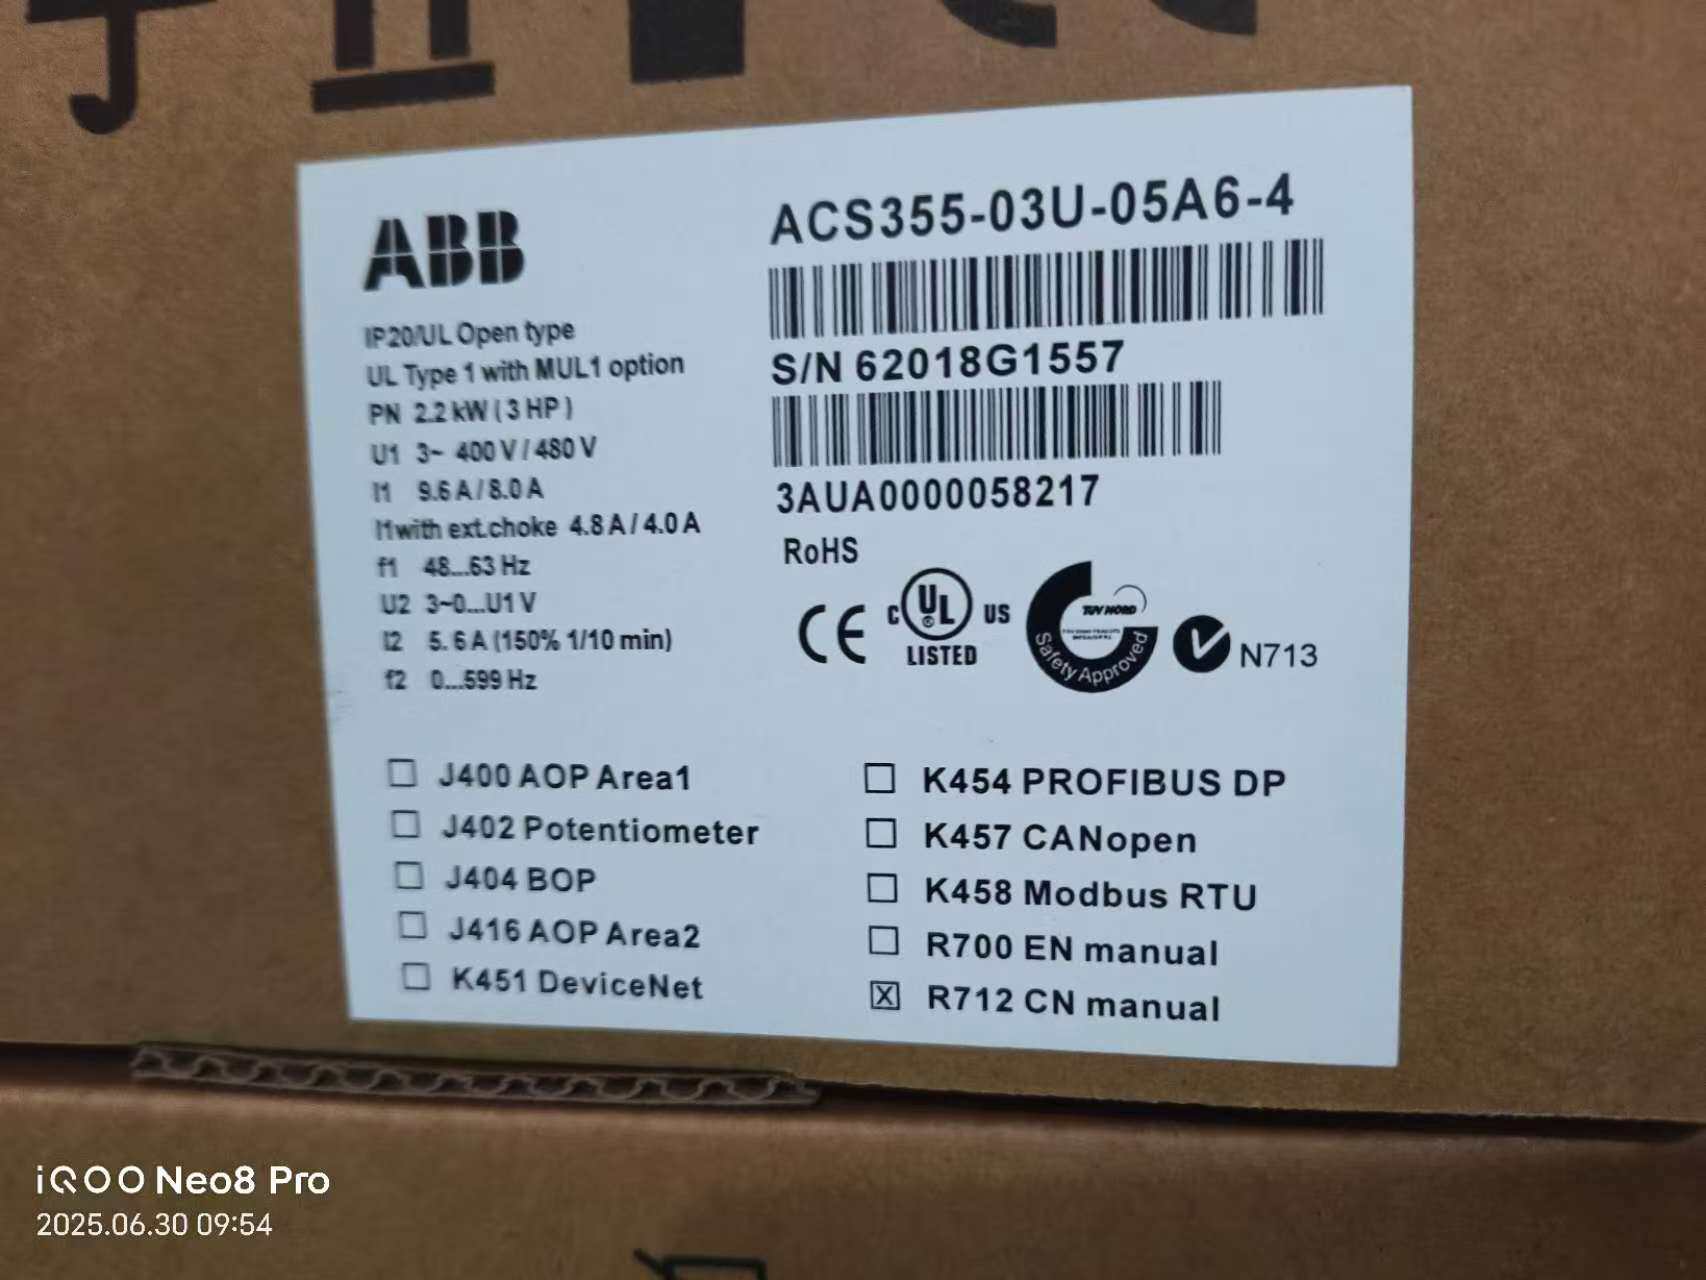 ABB
IP20/UL Open type
UL Type 1 with MUL1 option
PN 2.2 kW ( 3 HP )
U1 3~ 400 V / 480 V
I1 9.6 A / 8.0 A
I1with ext.choke 4.8 A / 4.0 A
f1 48...63 Hz
U2 3~0...U1 V
I2 5. 6 A (150% 1/10 min)
f2 0...599 Hz
ACS355-03U-05A6-4
S/N 62018G1557
3AUA0000058217
RoHS
CE
C UL ® US
LISTED
TUV NORD
Safety Approved
N713
J400 AOP Area1
J402 Potentiometer
J404 BOP
J416 AOP Area2
K451 DeviceNet
K454 PROFIBUS DP
K457 CANopen
K458 Modbus RTU
R700 EN manual
☒ R712 CN manual
iQOO Neo8 Pro
2025.06.30 09:54